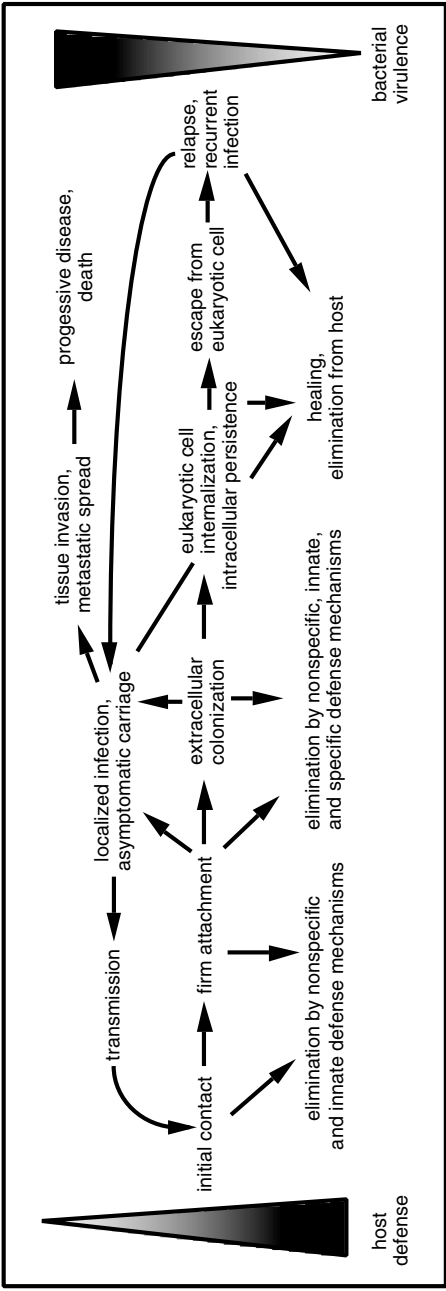 host
defense
initial contact
transmission
firm attachment
localized infection,
asymptomatic carriage
extracellular
colonization
tissue invasion,
metastatic spread
progessive disease,
death
eukaryotic cell
internalization,
intracellular persistence
escape from
eukaryotic cell
relapse,
recurrent
infection
elimination by nonspecific
and innate defense mechanisms
elimination by nonspecific, innate,
and specific defense mechanisms
healing,
elimination from host
bacterial
virulence